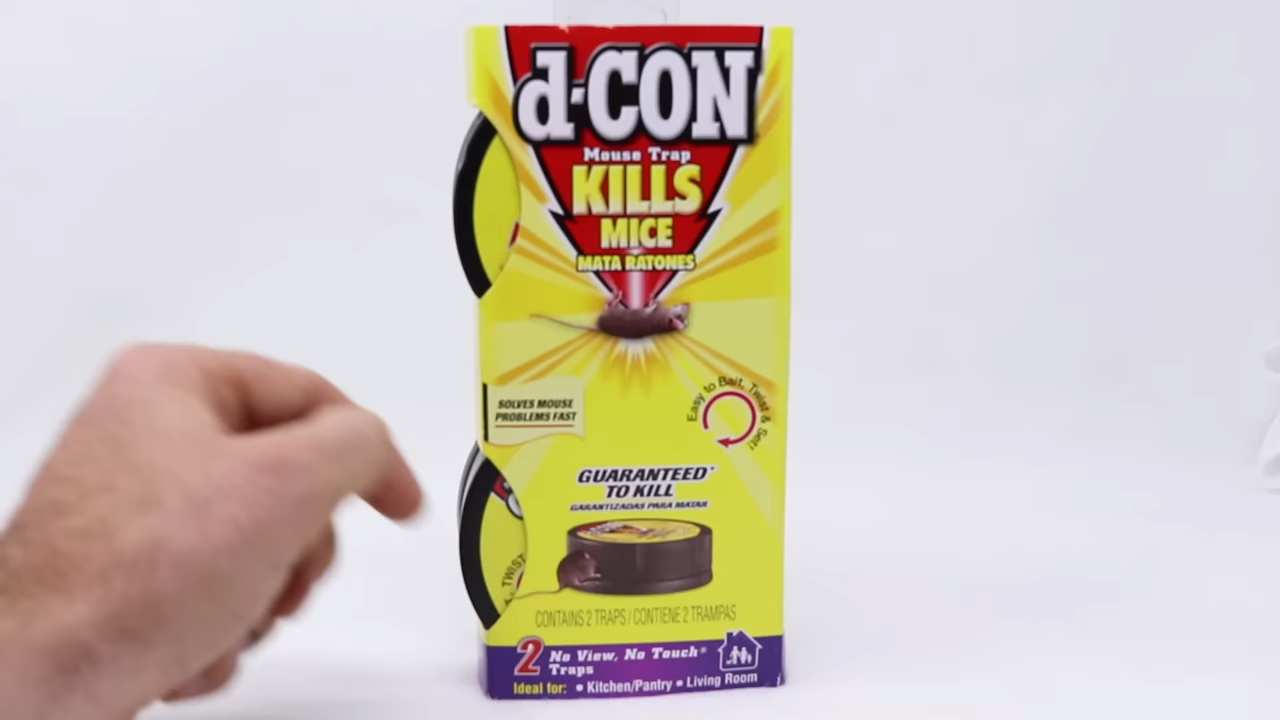 d-CON
Mouse Trap
KILLS
MICE
MATA RATONES
SOLVES MOUSE
PROBLEMS FAST
Easy to Bait, Twist & Set!
GUARANTEED*
TO KILL
GARANTIZADAS PARA MATAR
TWIST
CONTAINS 2 TRAPS / CONTIENE 2 TRAMPAS
2 No View, No Touch®
Traps
Ideal for: • Kitchen/Pantry • Living Room